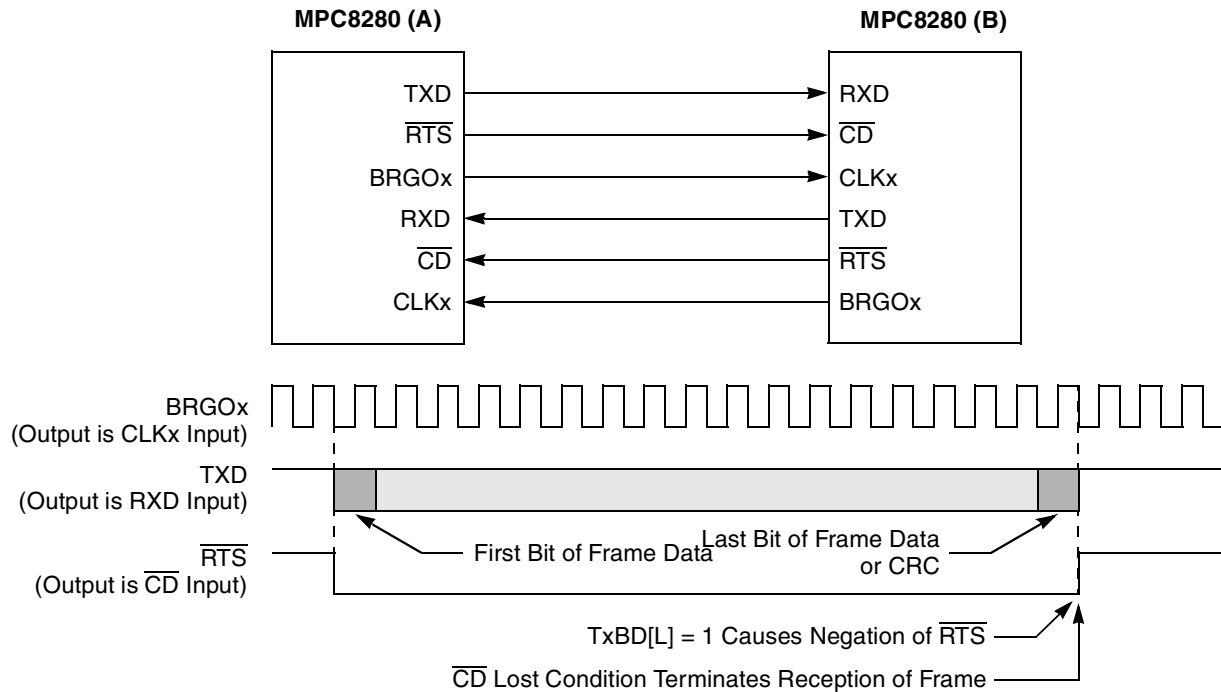 MPC8280 (A)
MPC8280 (B)
TXD
RXD
RTS
CD
BRGOx
CLKx
RXD
TXD
CD
RTS
CLKx
BRGOx
BRGOx
(Output is CLKx Input)
TXD
(Output is RXD Input)
First Bit of Frame Data
Last Bit of Frame Data
or CRC
RTS
(Output is CD Input)
TxBD[L] = 1 Causes Negation of RTS
CD Lost Condition Terminates Reception of Frame